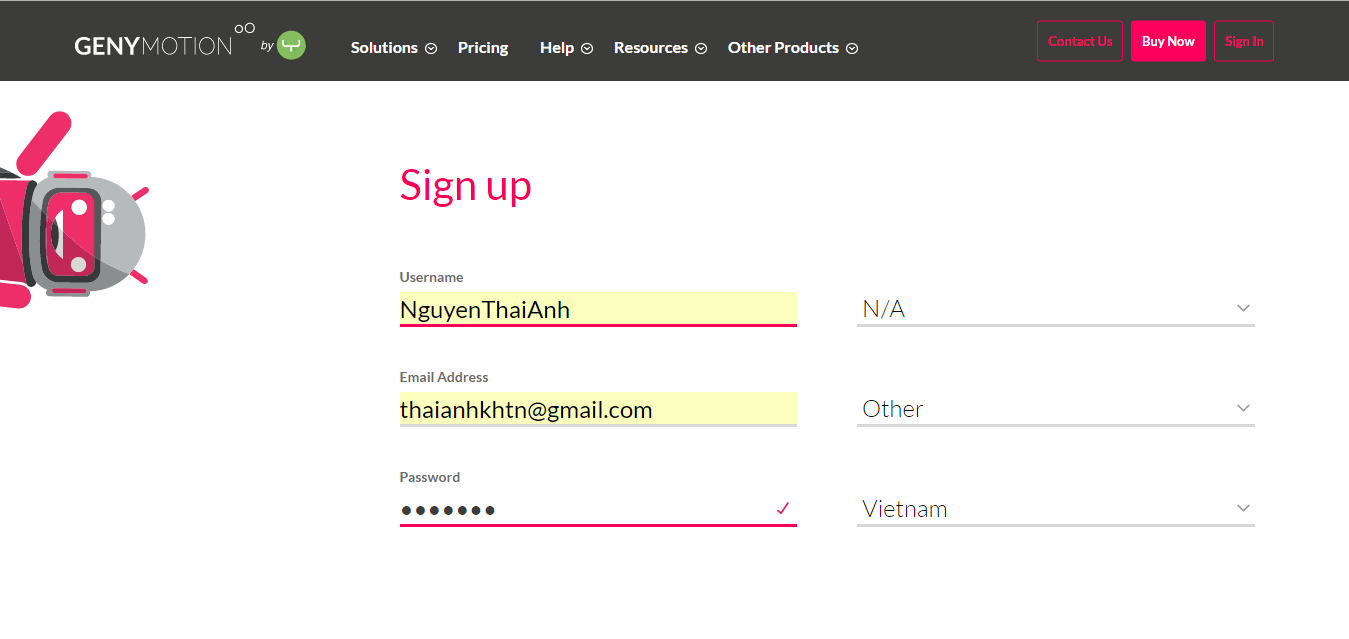 GENYMOTION by
Solutions Pricing Help Resources Other Products
Contact Us Buy Now Sign In
Sign up
Username
NguyenThaiAnh
N/A
Email Address
thaianhkhtn@gmail.com
Other
Password
•••••••
Vietnam